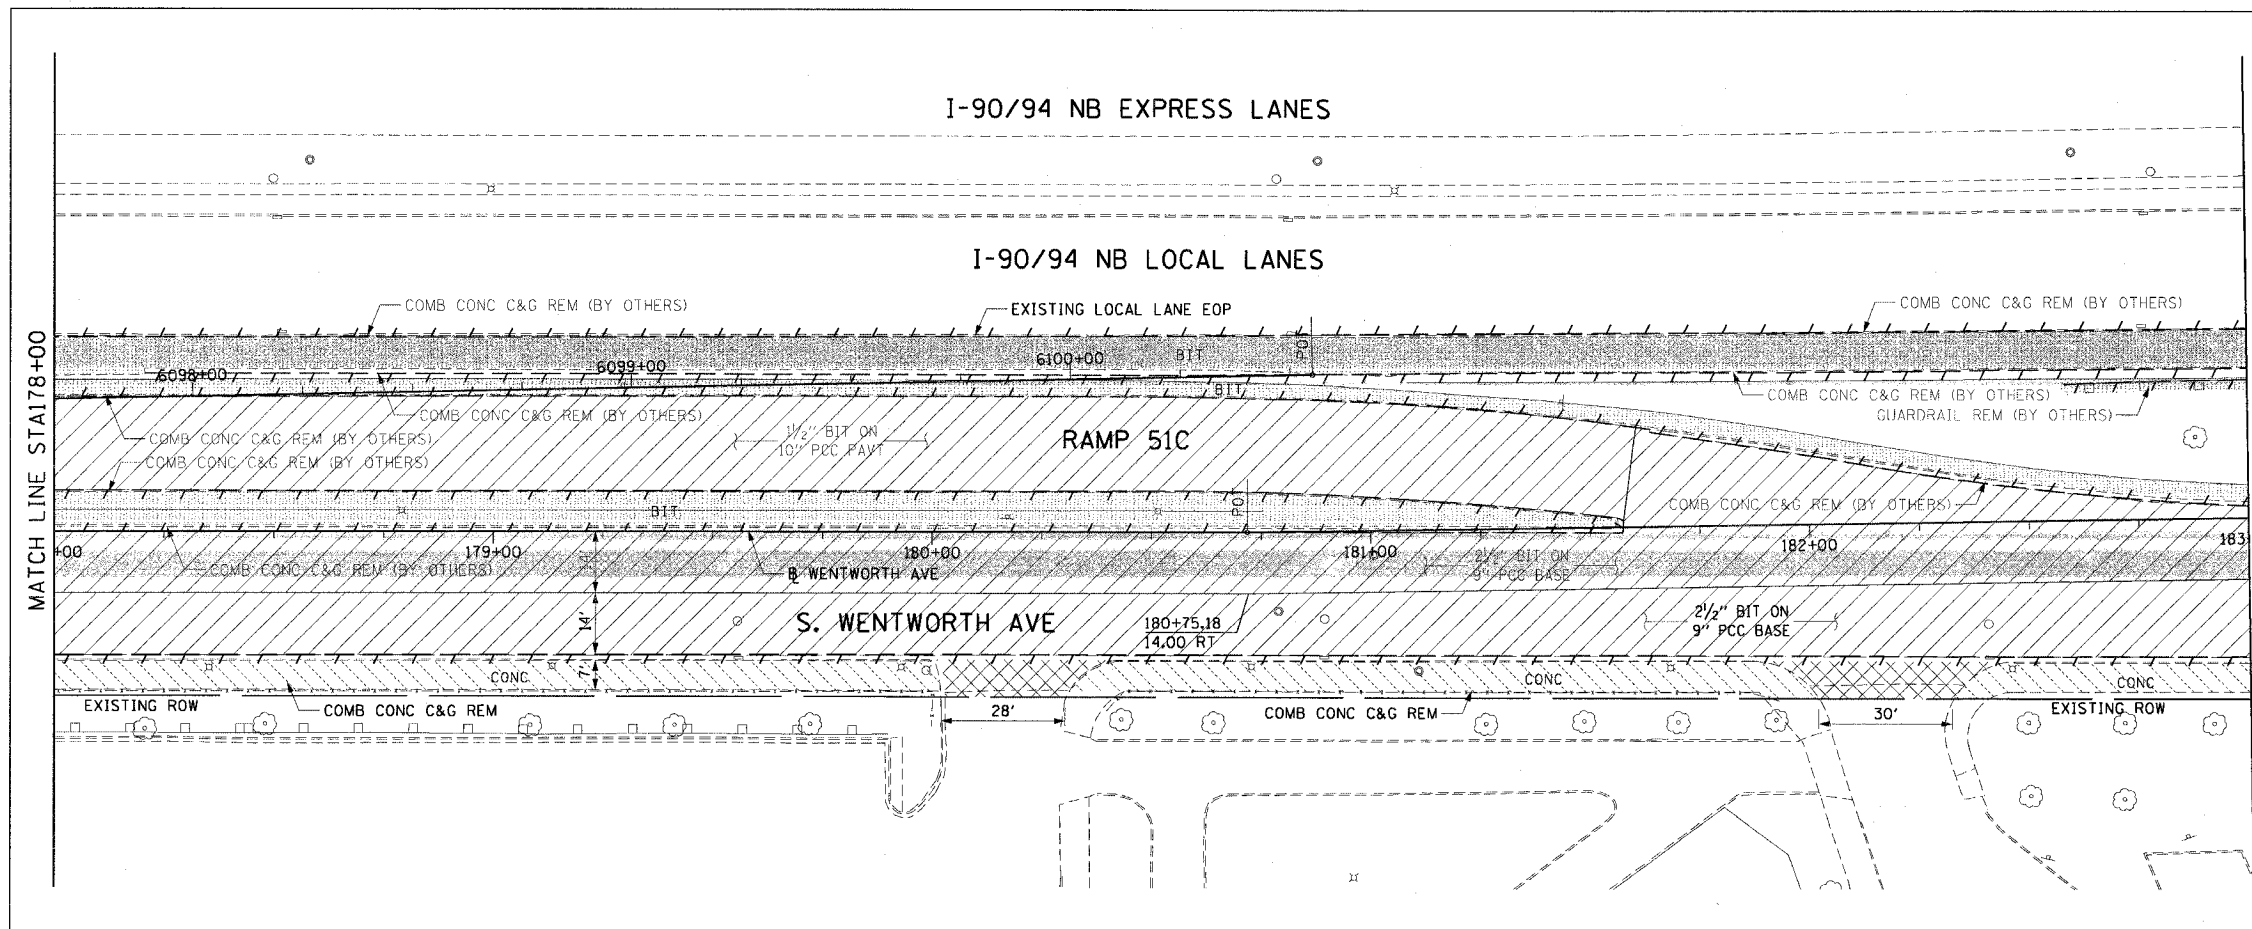 I-90/94 NB EXPRESS LANES
I-90/94 NB LOCAL LANES
COMB CONC C&G REM (BY OTHERS)
EXISTING LOCAL LANE EOP
COMB CONC C&G REM (BY OTHERS)
MATCH LINE STA178+00
6098+00
6099+00
6100+00
BIT
POT
BIT
COMB CONC C&G REM (BY OTHERS)
GUARDRAIL REM (BY OTHERS)
COMB CONC C&G REM (BY OTHERS)
COMB CONC C&G REM (BY OTHERS)
COMB CONC C&G REM (BY OTHERS)
1½" BIT ON
10" PCC PAVT
RAMP 51C
BIT
POT
COMB CONC C&G REM (BY OTHERS)
+00
179+00
180+00
181+00
182+00
183
COMB CONC C&G REM (BY OTHERS)
14'
℄ WENTWORTH AVE
2½" BIT ON
9" PCC BASE
14'
S. WENTWORTH AVE
180+75.18
14.00 RT
2½" BIT ON
9" PCC BASE
7'
CONC
CONC
CONC
EXISTING ROW
COMB CONC C&G REM
28'
COMB CONC C&G REM
30'
EXISTING ROW